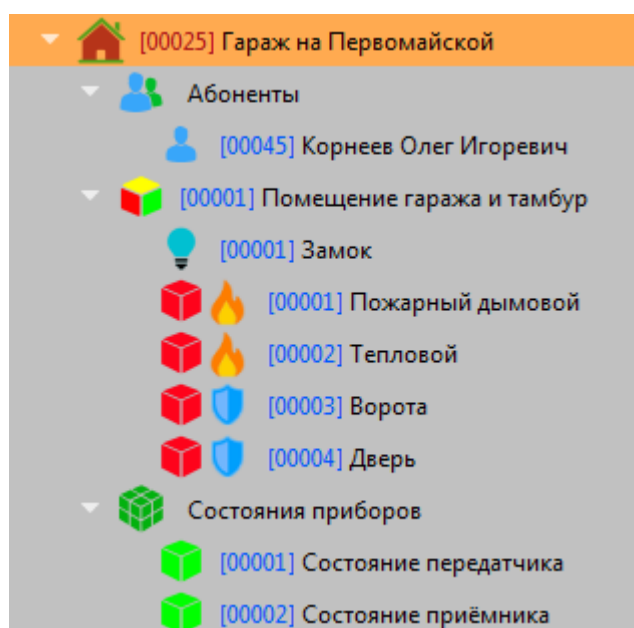 [00025] Гараж на Первомайской
Абоненты
[00045] Корнеев Олег Игоревич
[00001] Помещение гаража и тамбур
[00001] Замок
[00001] Пожарный дымовой
[00002] Тепловой
[00003] Ворота
[00004] Дверь
Состояния приборов
[00001] Состояние передатчика
[00002] Состояние приёмника